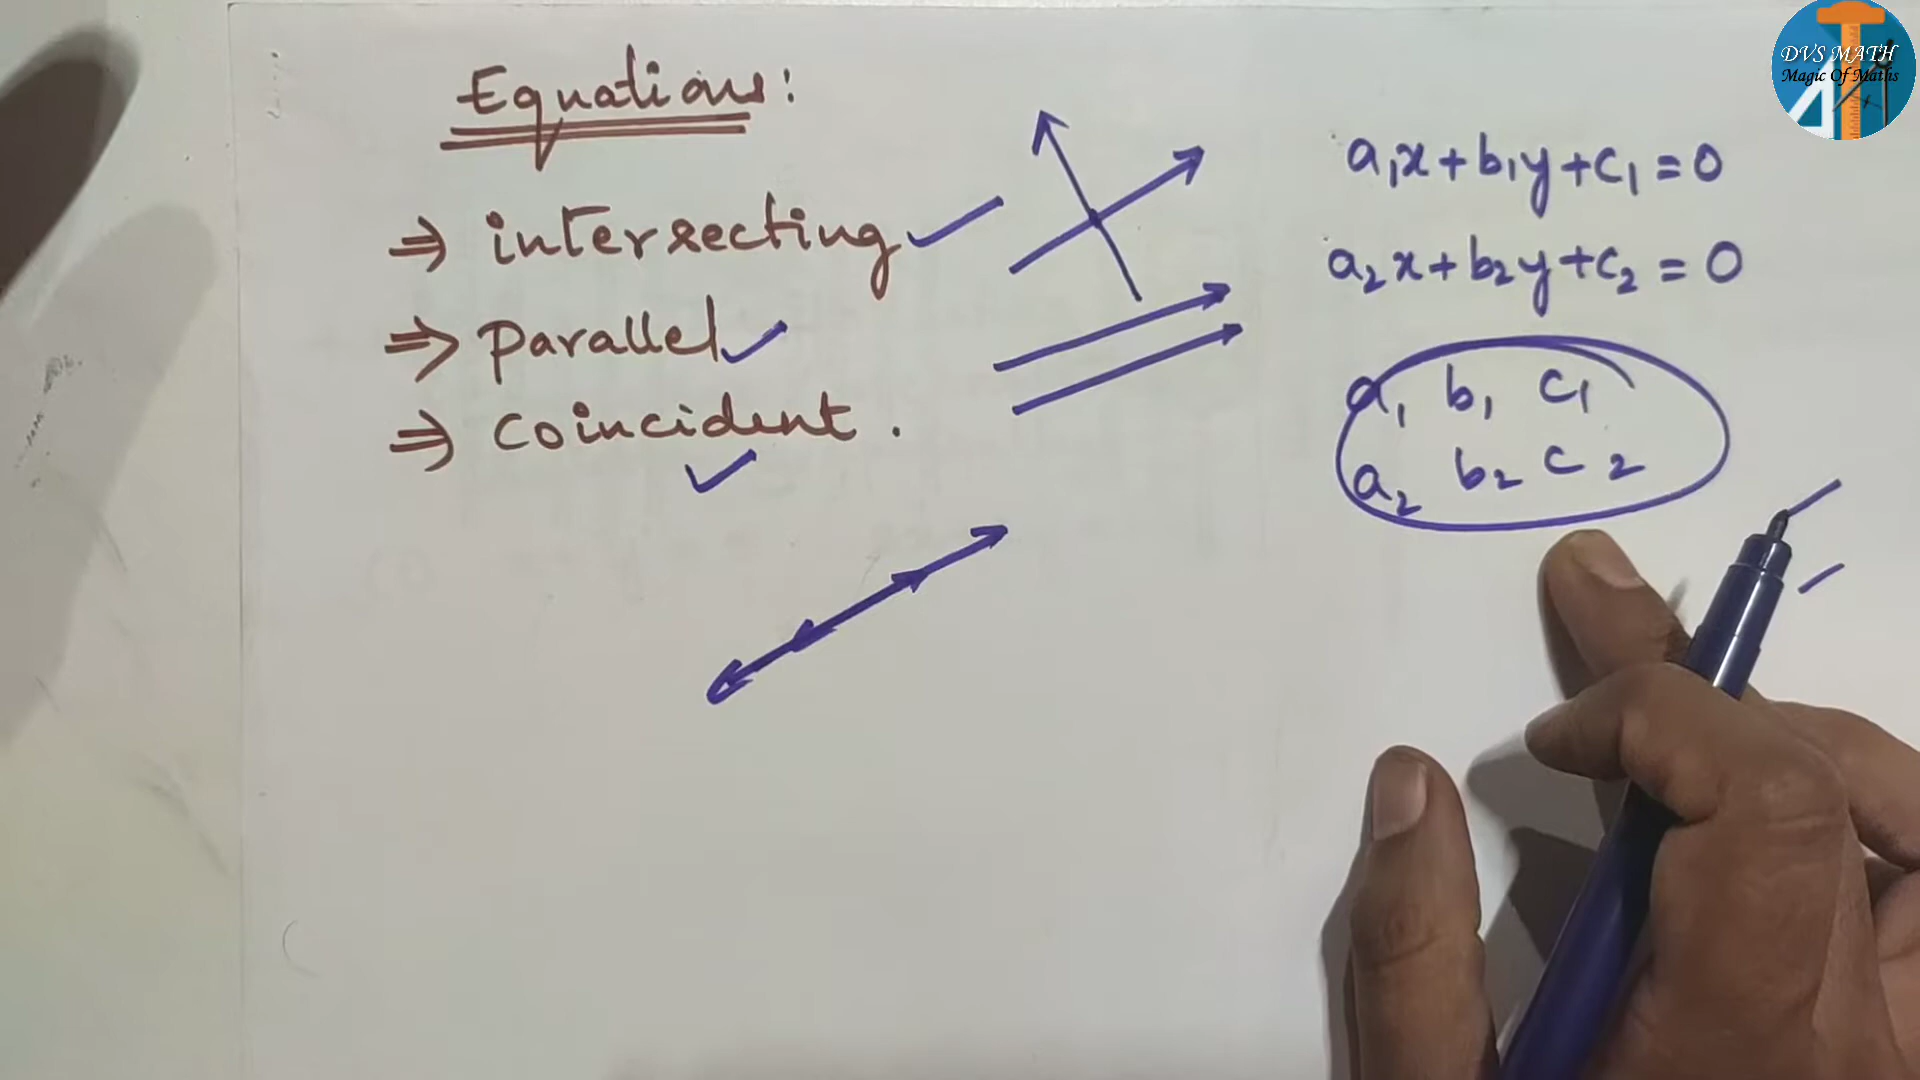 Equations:
⇒ intersecting
⇒ parallel
⇒ coincident.
a₁x+b₁y+c₁=0
a₂x+b₂y+c₂=0
a₁ b₁ c₁
a₂ b₂ c₂
DVS MATH
Magic Of Maths